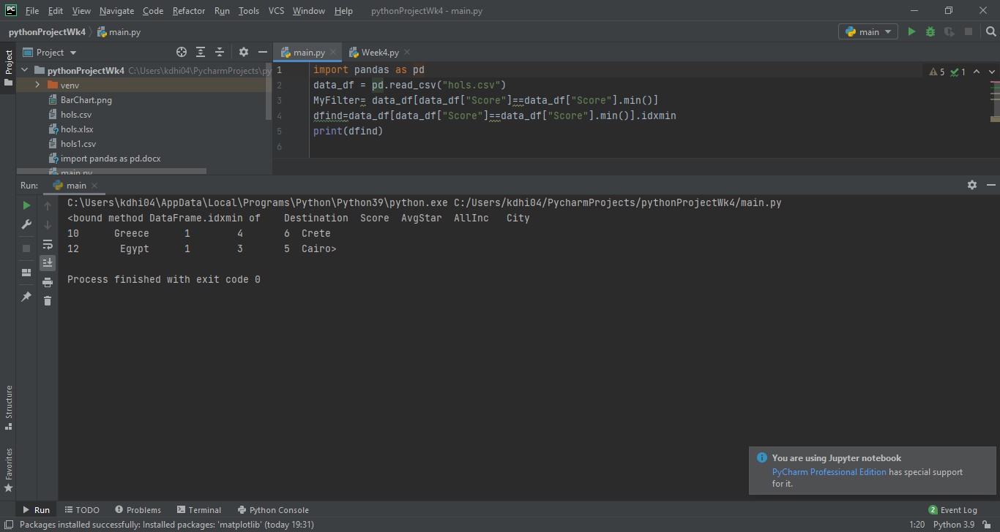 PC File Edit View Navigate Code Refactor Run Tools VCS Window Help pythonProjectWk4 - main.py
pythonProjectWk4 main.py main
Project main.py Week4.py
Project
pythonProjectWk4 C:\Users\kdhi04\PycharmProjects\py
venv
BarChart.png
hols.csv
hols.xlsx
hols1.csv
import pandas as pd.docx
main.py
1 import pandas as pd
2 data_df = pd.read_csv("hols.csv")
3 MyFilter= data_df[data_df["Score"]==data_df["Score"].min()]
4 dfind=data_df[data_df["Score"]==data_df["Score"].min()].idxmin
5 print(dfind)
6
5 1
Run: main
C:\Users\kdhi04\AppData\Local\Programs\Python\Python39\python.exe C:/Users/kdhi04/PycharmProjects/pythonProjectWk4/main.py
<bound method DataFrame.idxmin of    Destination  Score  AvgStar  AllInc   City
10      Greece      1        4       6  Crete
12       Egypt      1        3       5  Cairo>
Process finished with exit code 0
Structure
Favorites
You are using Jupyter notebook
PyCharm Professional Edition has special support
for it.
Run TODO Problems Terminal Python Console 2 Event Log
Packages installed successfully: Installed packages: 'matplotlib' (today 19:31) 1:20 Python 3.9